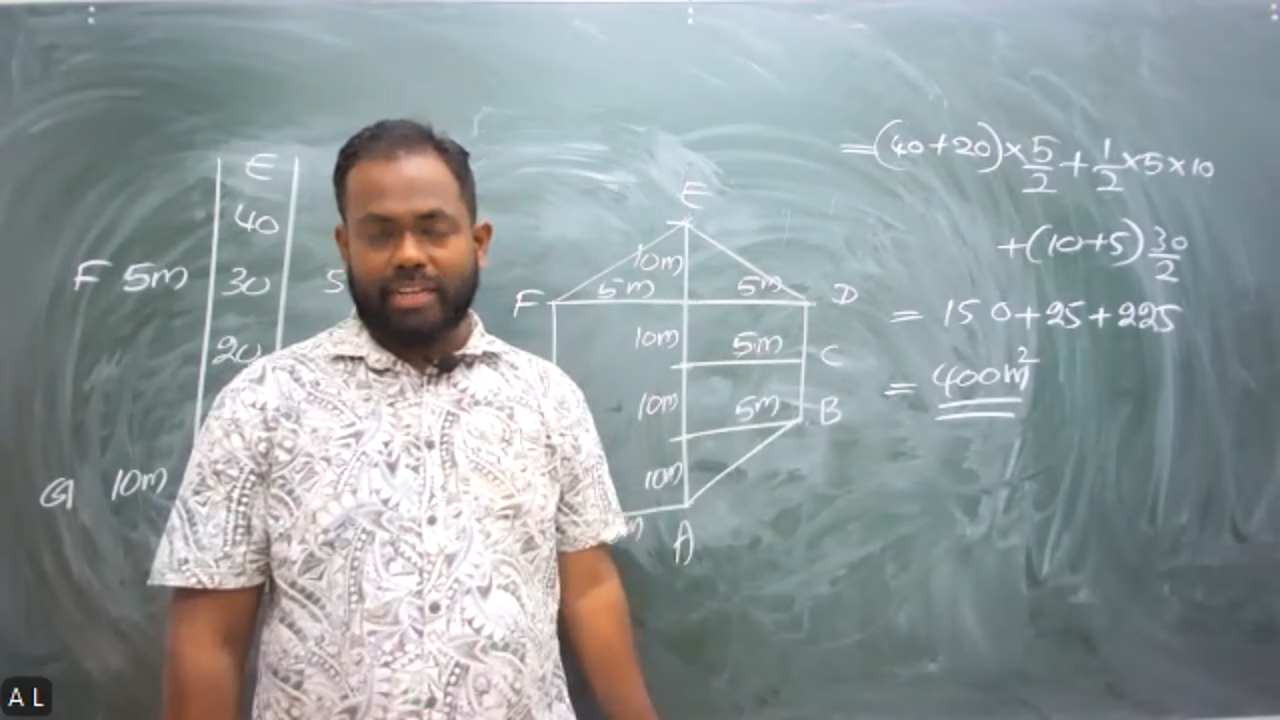 E
40
F 5m 30 5
20
G 10m
E
10m
F 5m 5m D
10m 5m C
10m 5m B
10m
m A
=(40+20)×5/2+1/2×5×10
+(10+5)30/2
= 150+25+225
= 400m²
A L